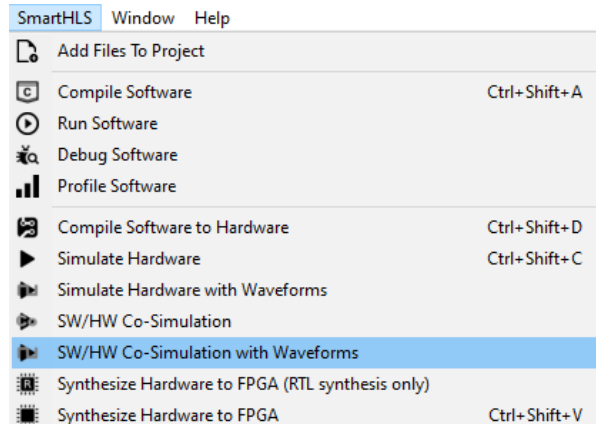 SmartHLS Window Help
Add Files To Project
Compile Software Ctrl+Shift+A
Run Software
Debug Software
Profile Software
Compile Software to Hardware Ctrl+Shift+D
Simulate Hardware Ctrl+Shift+C
Simulate Hardware with Waveforms
SW/HW Co-Simulation
SW/HW Co-Simulation with Waveforms
Synthesize Hardware to FPGA (RTL synthesis only)
Synthesize Hardware to FPGA Ctrl+Shift+V